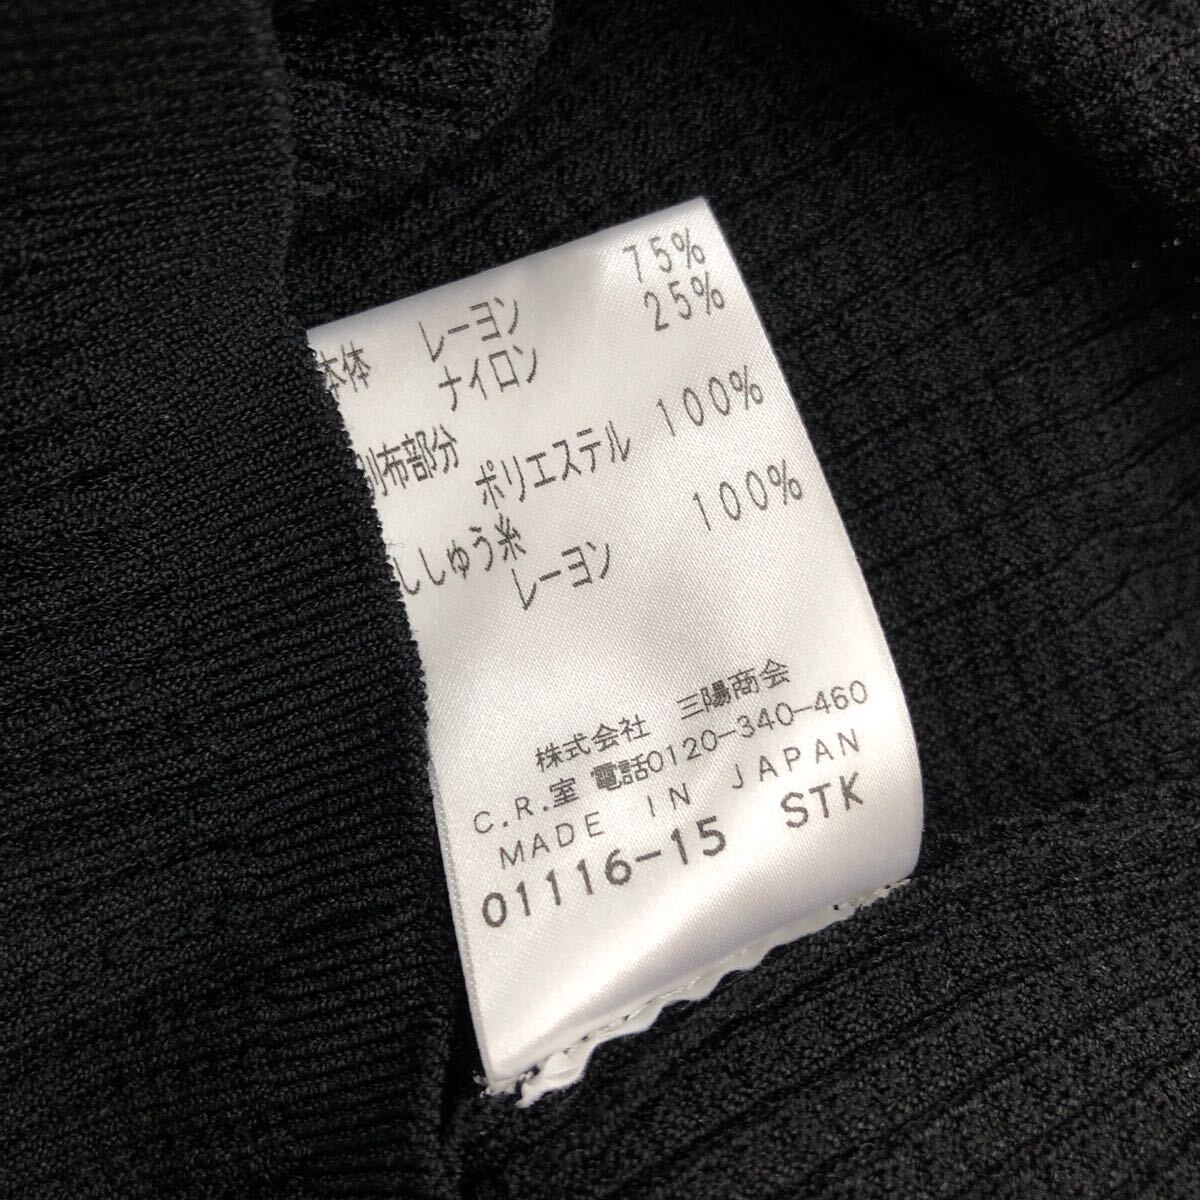 本体 レーヨン 75%
ナイロン 25%
別布部分
ポリエステル 100%
ししゅう糸
レーヨン 100%
株式会社 三陽商会
C.R.室 電話0120-340-460
MADE IN JAPAN
01116-15 STK